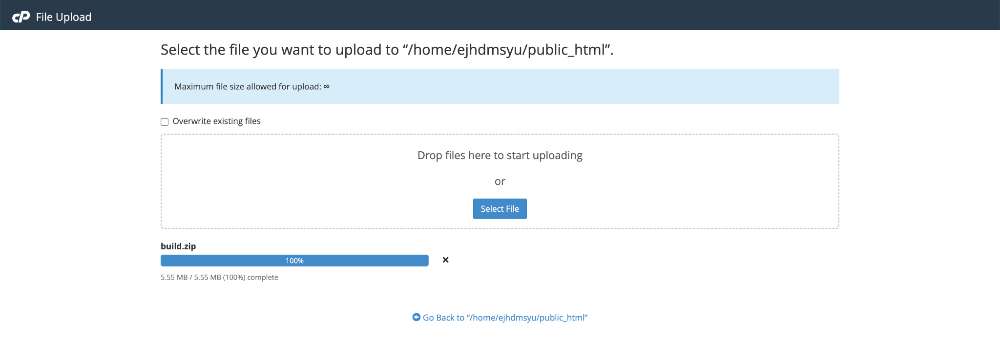 cP File Upload
Select the file you want to upload to “/home/ejhdmsyu/public_html”.
Maximum file size allowed for upload: ∞
Overwrite existing files
Drop files here to start uploading
or
Select File
build.zip
100%
5.55 MB / 5.55 MB (100%) complete
Go Back to “/home/ejhdmsyu/public_html”